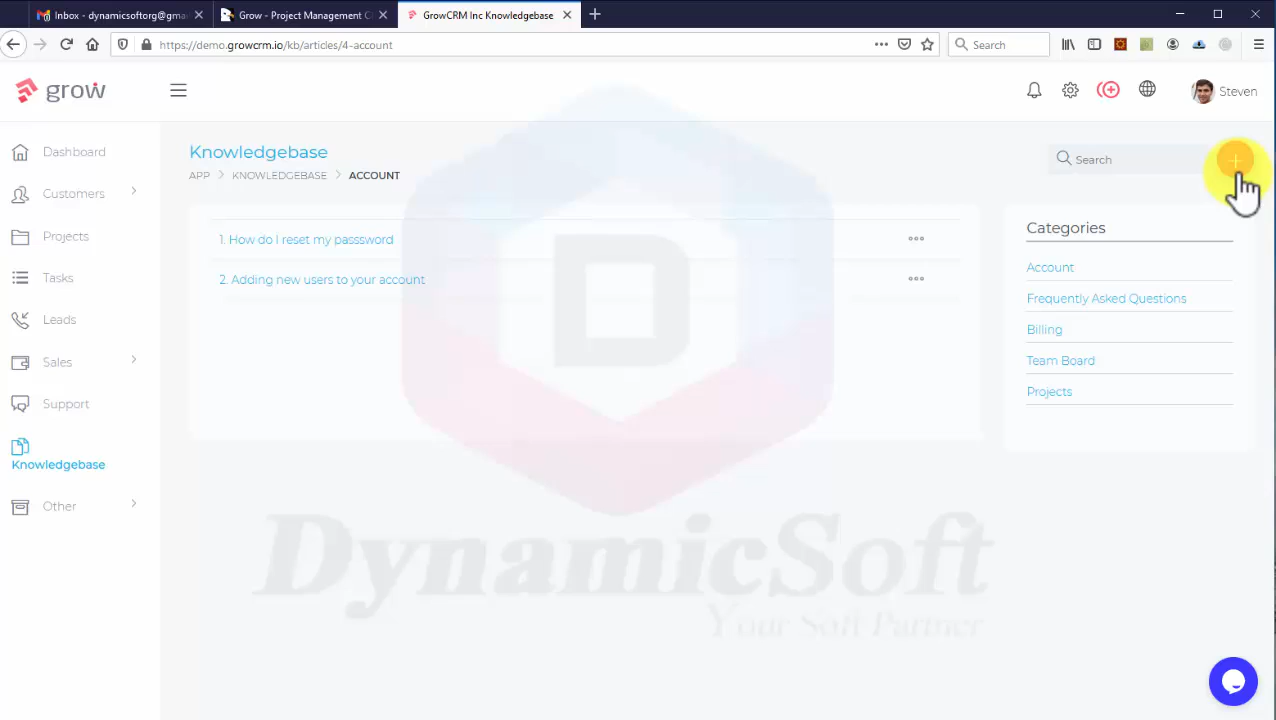 Inbox - dynamicsoftorg@gma
Grow - Project Management C
GrowCRM Inc Knowledgebase
https://demo.growcrm.io/kb/articles/4-account
Search
grow
Steven
Dashboard
Customers
Projects
Tasks
Leads
Sales
Support
Knowledgebase
Other
Knowledgebase
APP > KNOWLEDGEBASE > ACCOUNT
Search
1. How do I reset my passsword
2. Adding new users to your account
Categories
Account
Frequently Asked Questions
Billing
Team Board
Projects
D
DynamicSoft
Your Soft Partner